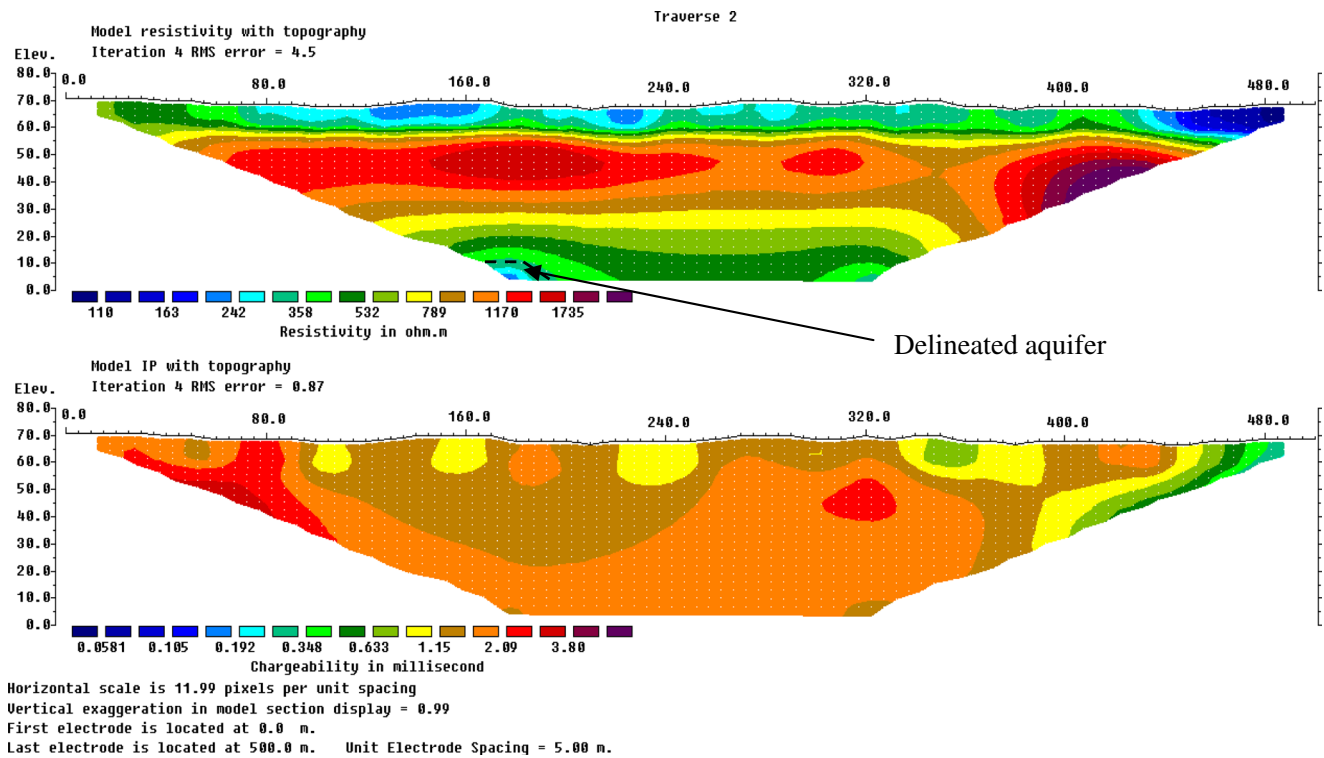 Traverse 2
Model resistivity with topography
Iteration 4 RMS error = 4.5
Elev.
80.0
70.0
60.0
50.0
40.0
30.0
20.0
10.0
0.0
0.0 80.0 160.0 240.0 320.0 400.0 480.0
110 163 242 358 532 789 1170 1735
Resistivity in ohm.m
Delineated aquifer
Model IP with topography
Iteration 4 RMS error = 0.87
Elev.
80.0
70.0
60.0
50.0
40.0
30.0
20.0
10.0
0.0
0.0 80.0 160.0 240.0 320.0 400.0 480.0
0.0581 0.105 0.192 0.348 0.633 1.15 2.09 3.80
Chargeability in millisecond
Horizontal scale is 11.99 pixels per unit spacing
Vertical exaggeration in model section display = 0.99
First electrode is located at 0.0 m.
Last electrode is located at 500.0 m. Unit Electrode Spacing = 5.00 m.